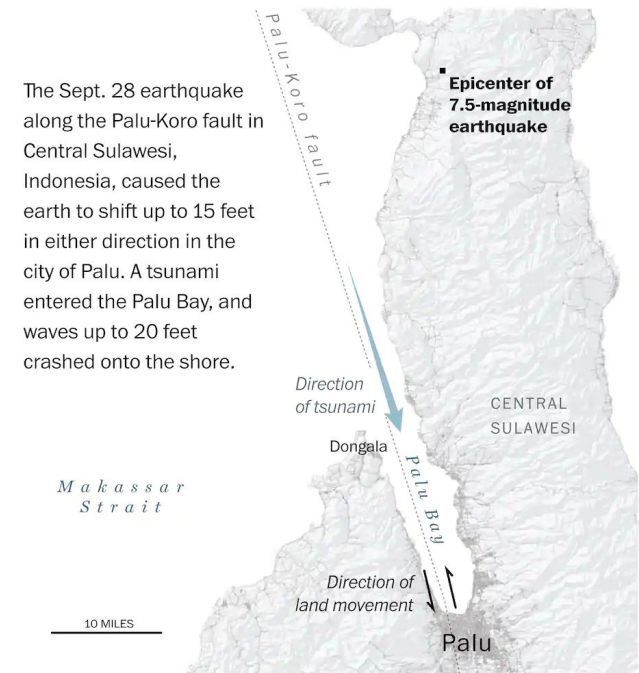 Palu-Koro fault
The Sept. 28 earthquake
along the Palu-Koro fault in
Central Sulawesi,
Indonesia, caused the
earth to shift up to 15 feet
in either direction in the
city of Palu. A tsunami
entered the Palu Bay, and
waves up to 20 feet
crashed onto the shore.
Epicenter of
7.5-magnitude
earthquake
Direction
of tsunami
CENTRAL
SULAWESI
Dongala
Palu Bay
Makassar
Strait
Direction of
land movement
10 MILES
Palu